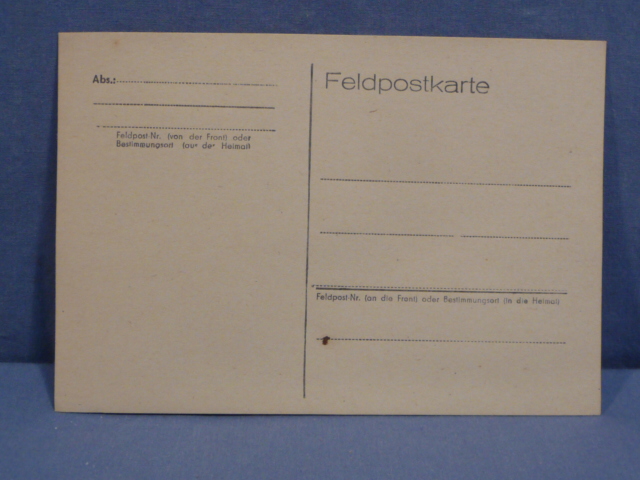 Abs.:
Feldpost-Nr. (von der Front) oder
Bestimmungsort (aus der Heimat)
Feldpostkarte
Feldpost-Nr. (an die Front) oder Bestimmungsort (in die Heimat)